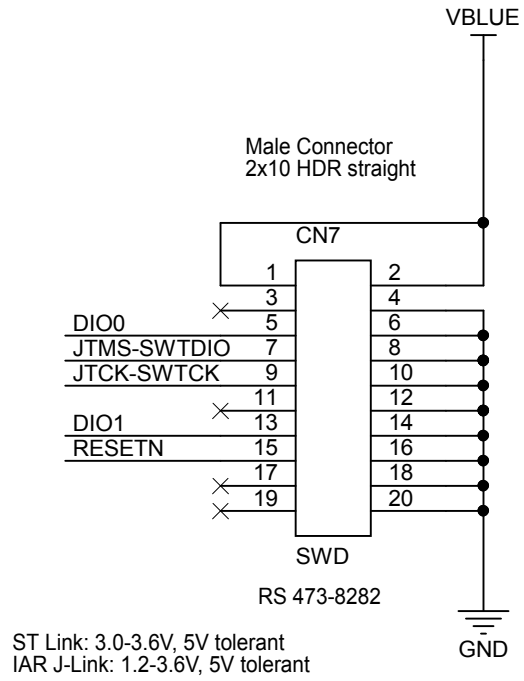 VBLUE
Male Connector
2x10 HDR straight
CN7
1 2
3 4
DIO0 5 6
JTMS-SWTDIO 7 8
JTCK-SWTCK 9 10
11 12
DIO1 13 14
RESETN 15 16
17 18
19 20
SWD
RS 473-8282
GND
ST Link: 3.0-3.6V, 5V tolerant
IAR J-Link: 1.2-3.6V, 5V tolerant